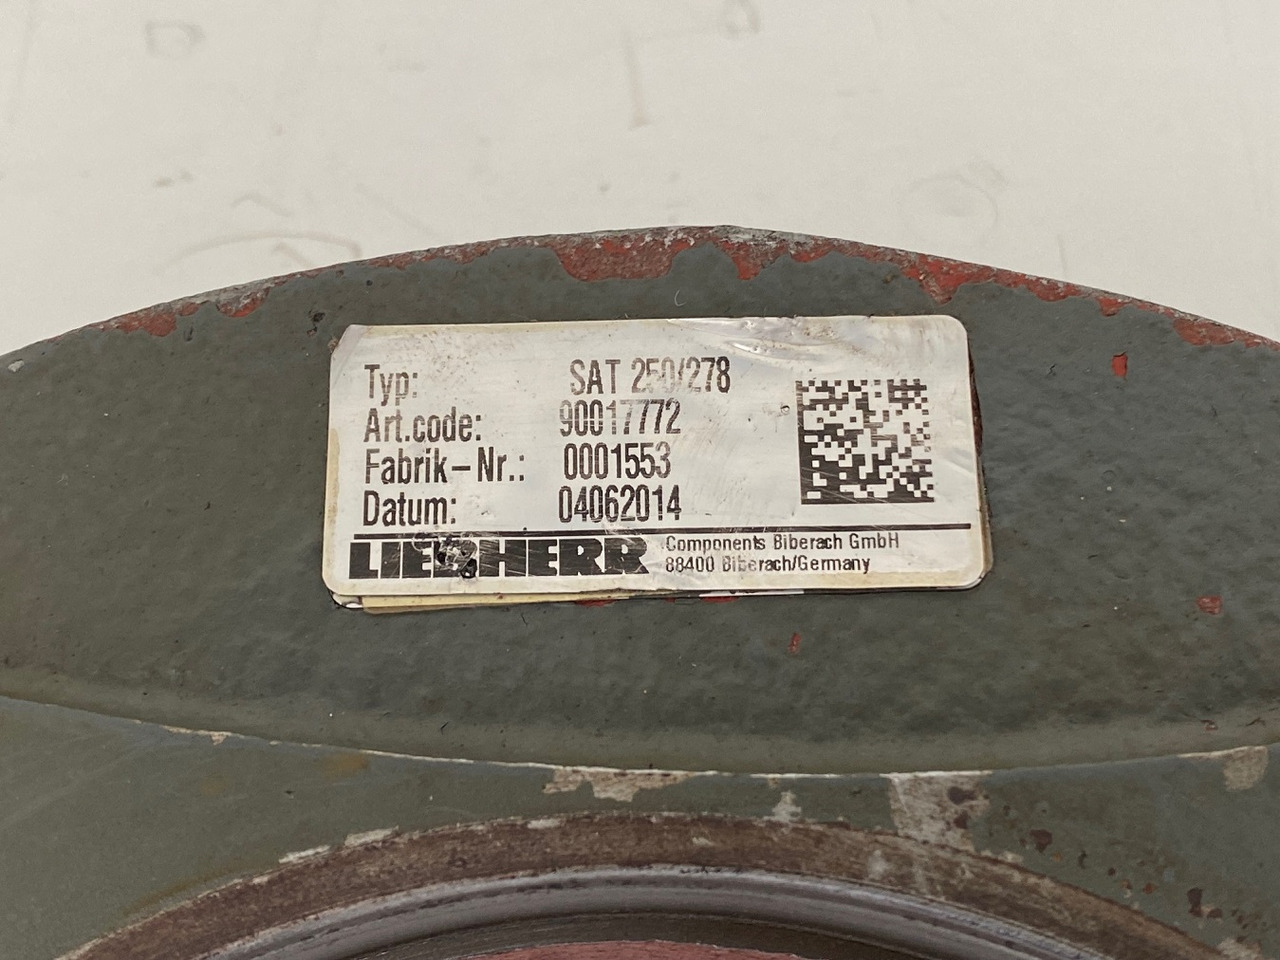 Typ: SAT 250/278
Art.code: 90017772
Fabrik-Nr.: 0001553
Datum: 04062014
LIEBHERR Components Biberach GmbH
88400 Biberach/Germany